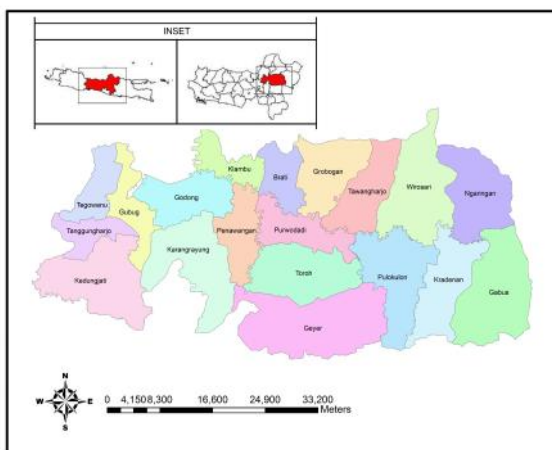 INSET
Klambu
Brati
Grobogan
Tawangharjo
Wirosari
Ngaringan
Tegowanu
Gubug
Godong
Penawangan
Purwodadi
Tanggungharjo
Karangrayung
Kedungjati
Toroh
Pulokulon
Kradenan
Gabus
Geyer
N
W
E
S
0 4,150 8,300 16,600 24,900 33,200
Meters